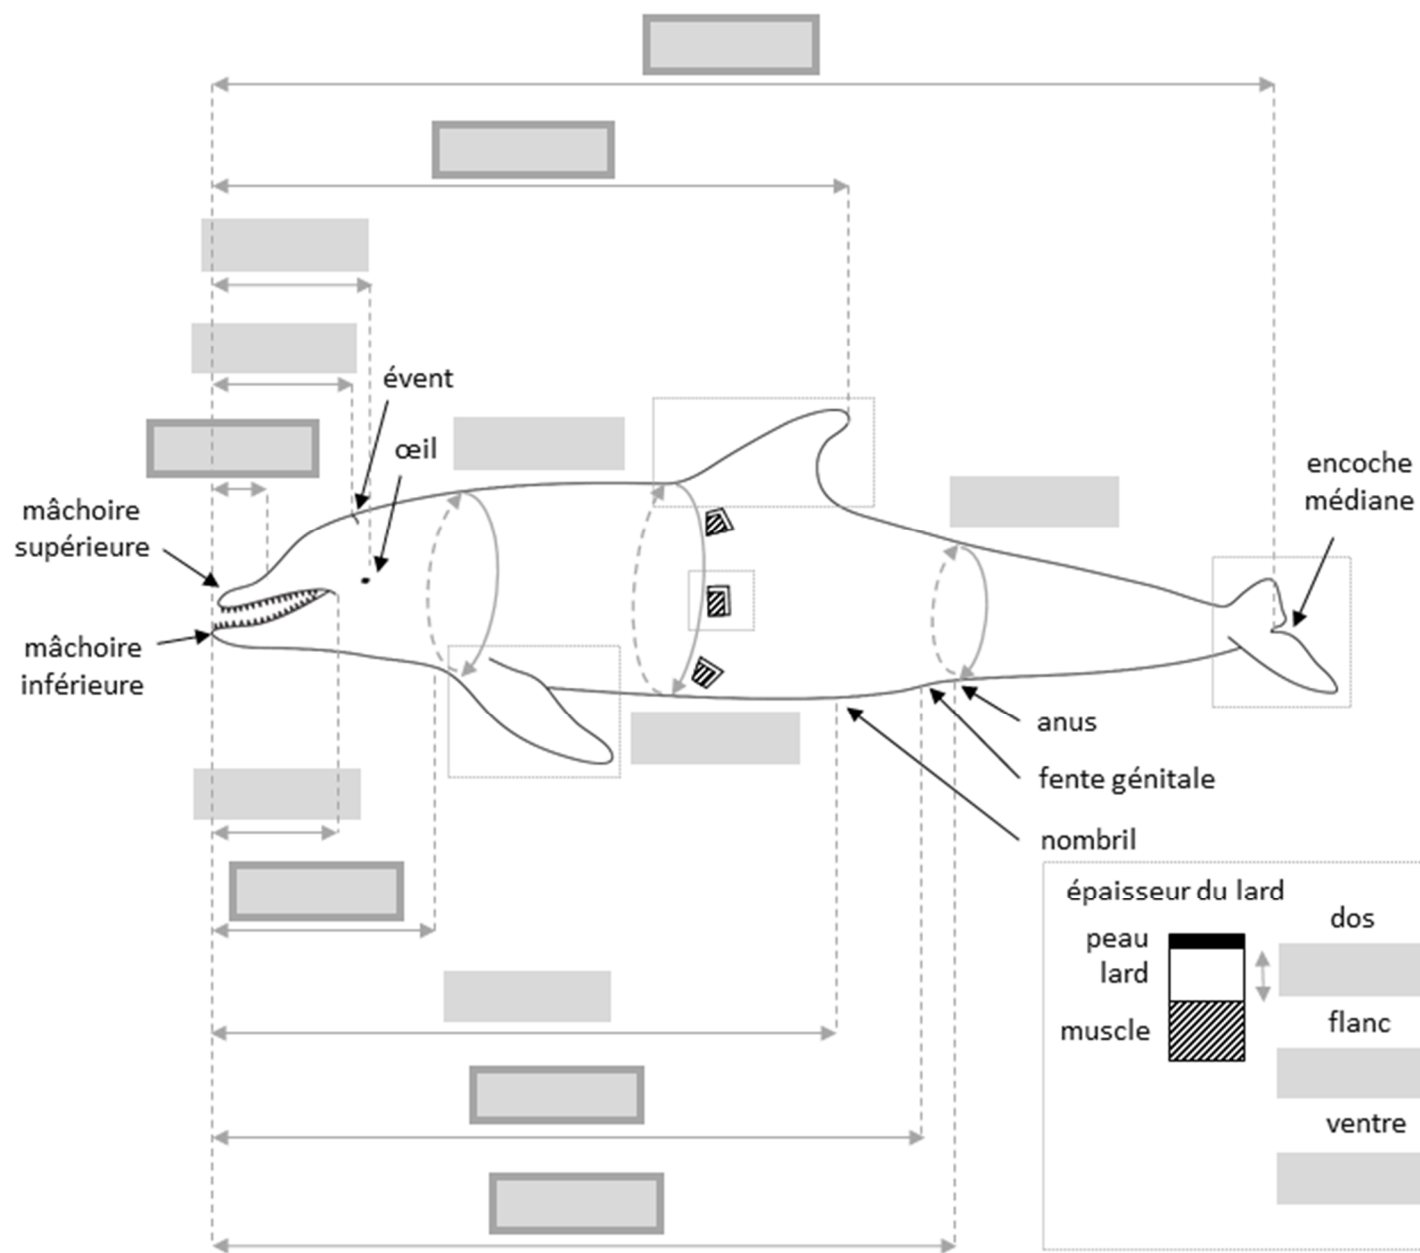 évent
œil
mâchoire
supérieure
mâchoire
inférieure
encoche
médiane
anus
fente génitale
nombril
épaisseur du lard
peau
lard
muscle
dos
flanc
ventre